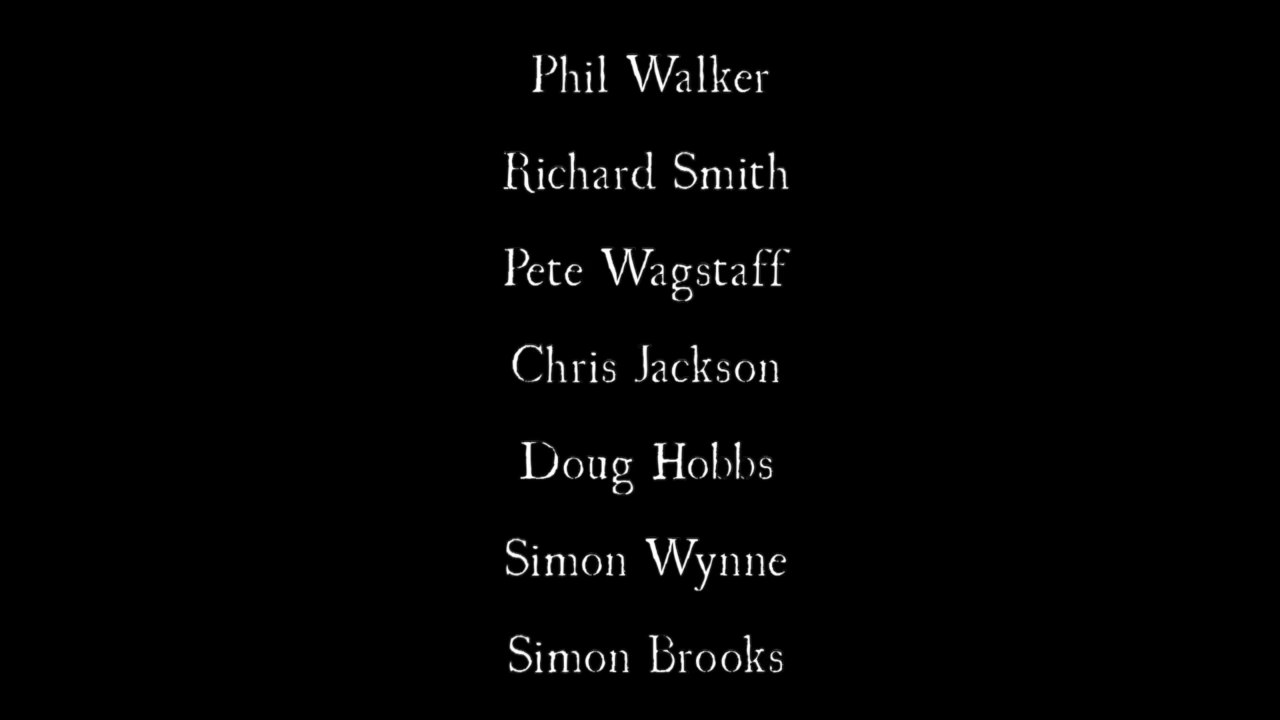 Phil Walker
Richard Smith
Pete Wagstaff
Chris Jackson
Doug Hobbs
Simon Wynne
Simon Brooks